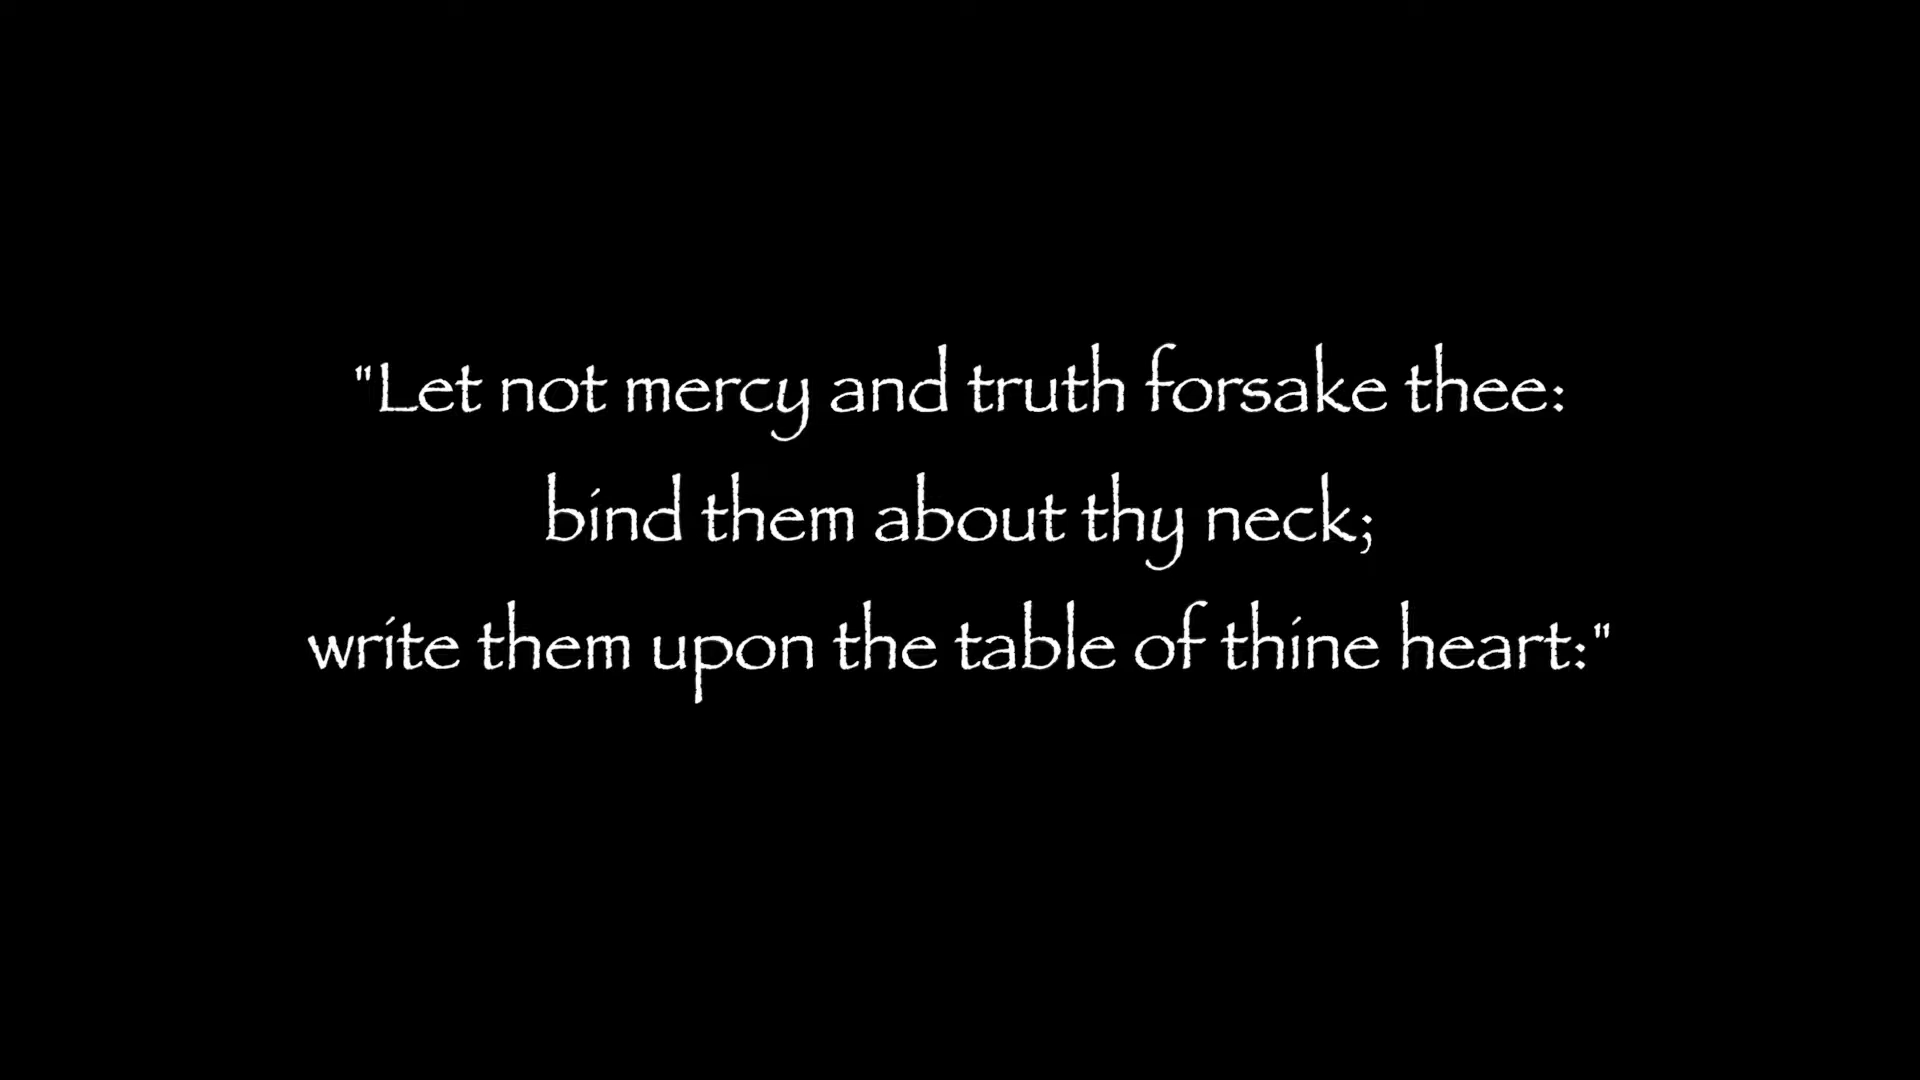 "Let not mercy and truth forsake thee:
bind them about thy neck;
write them upon the table of thine heart:"